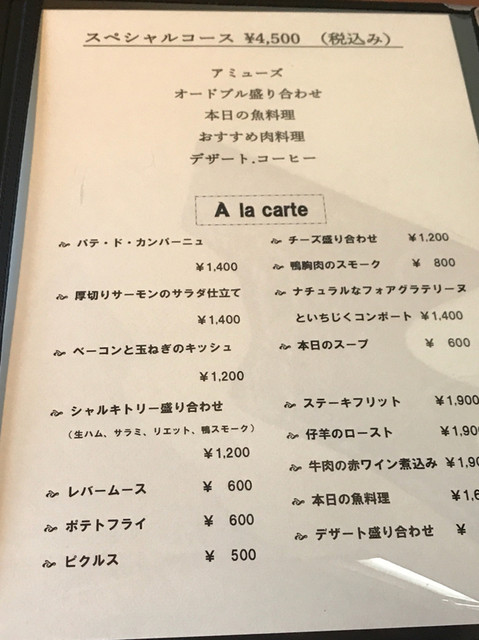 スペシャルコース ¥4,500 （税込み）
アミューズ
オードブル盛り合わせ
本日の魚料理
おすすめ肉料理
デザート.コーヒー
A la carte
パテ・ド・カンパーニュ
¥1,400
厚切りサーモンのサラダ仕立て
¥1,400
ベーコンと玉ねぎのキッシュ
¥1,200
シャルキトリー盛り合わせ
（生ハム、サラミ、リエット、鴨スモーク）
¥1,200
レバームース ¥ 600
ポテトフライ ¥ 600
ピクルス ¥ 500
チーズ盛り合わせ ¥1,200
鴨胸肉のスモーク ¥ 800
ナチュラルなフォアグラテリーヌ
といちじくコンポート ¥1,400
本日のスープ ¥ 600
ステーキフリット ¥1,900
仔羊のロースト ¥1,90
牛肉の赤ワイン煮込み ¥1,9
本日の魚料理 ¥1,6
デザート盛り合わせ ¥